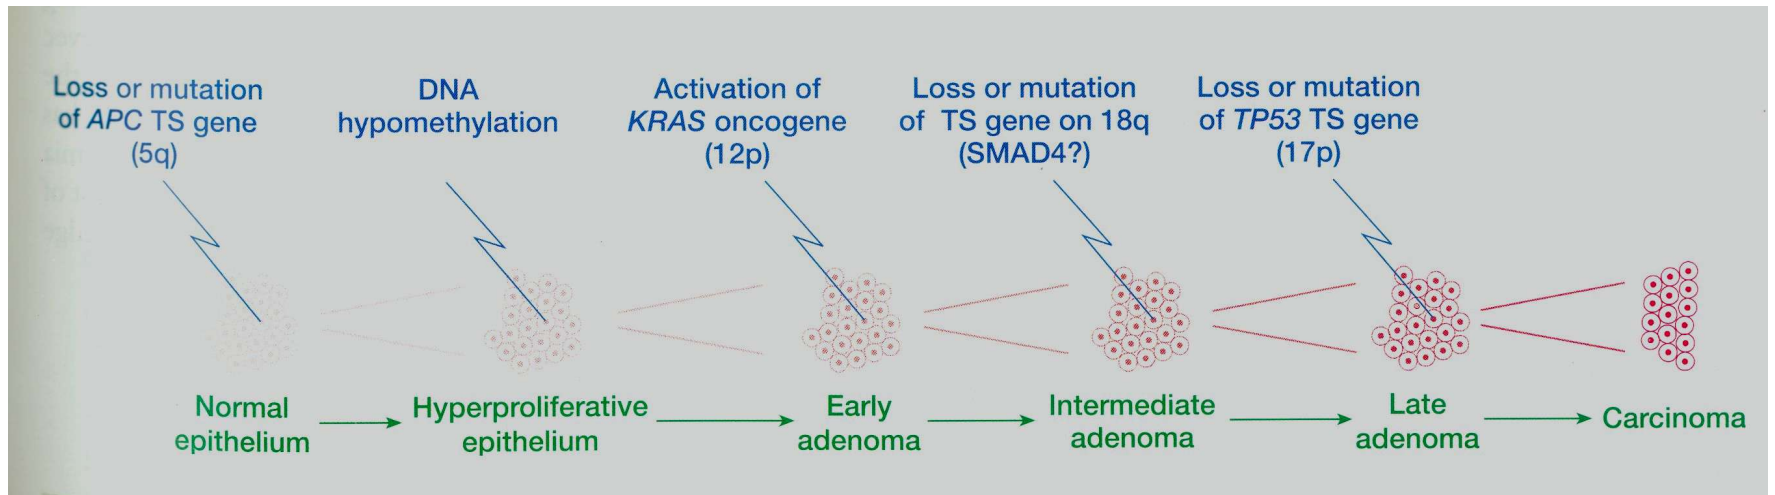 Loss or mutation
of APC TS gene
(5q)
DNA
hypomethylation
Activation of
KRAS oncogene
(12p)
Loss or mutation
of TS gene on 18q
(SMAD4?)
Loss or mutation
of TP53 TS gene
(17p)
Normal
epithelium
Hyperproliferative
epithelium
Early
adenoma
Intermediate
adenoma
Late
adenoma
Carcinoma